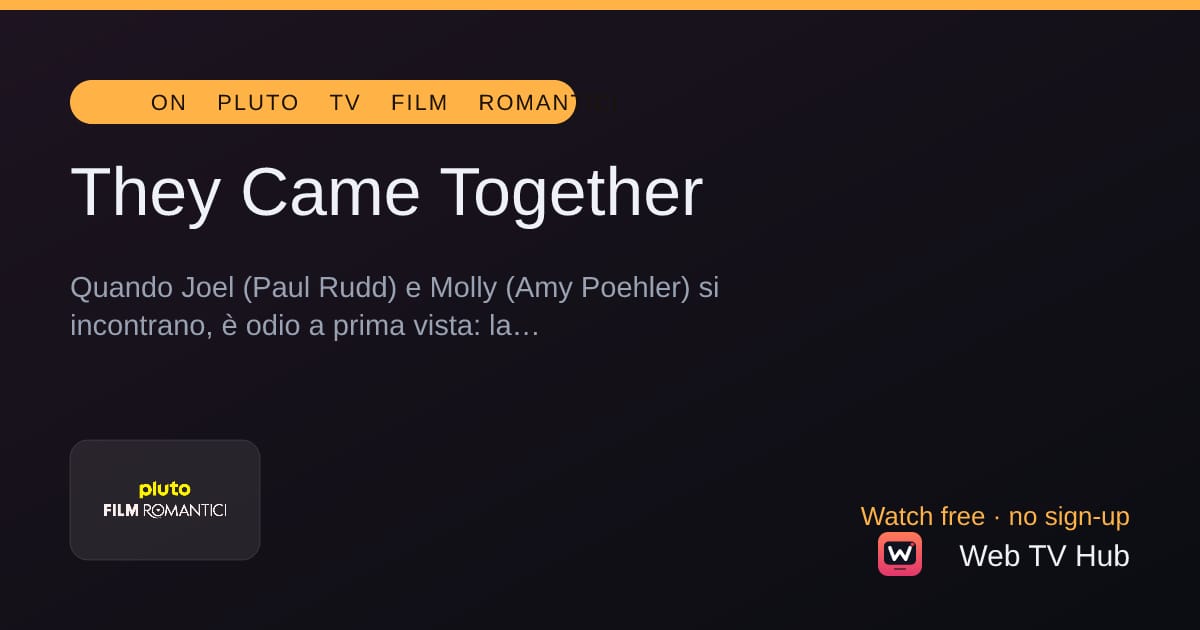 ON PLUTO TV FILM ROMANTICI
They Came Together
Quando Joel (Paul Rudd) e Molly (Amy Poehler) si
incontrano, è odio a prima vista: la…
pluto
FILM ROMANTICI
Watch free · no sign-up
W
Web TV Hub